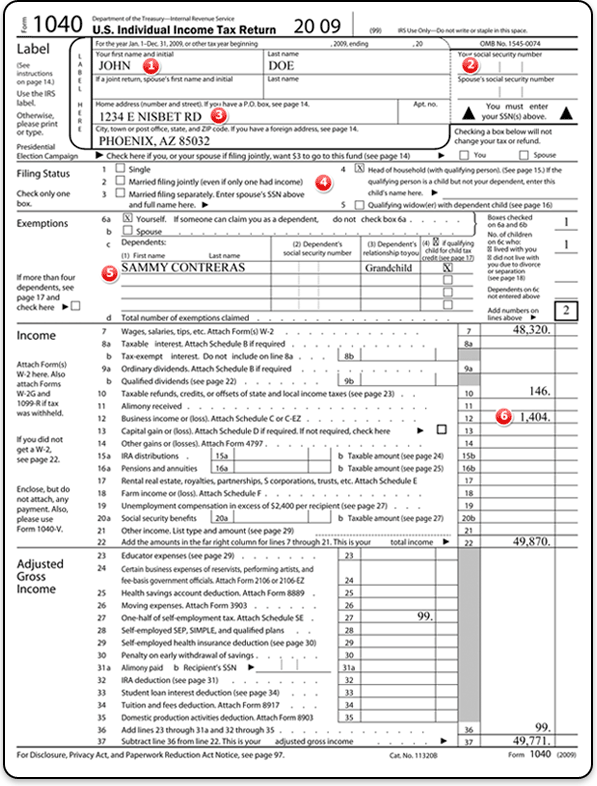 Form 1040 Department of the Treasury—Internal Revenue Service
U.S. Individual Income Tax Return 2009 (99) IRS Use Only—Do not write or staple in this space.
Label
(See instructions on page 14.)
Use the IRS label.
Otherwise, please print or type.
LABEL HERE
For the year Jan. 1–Dec. 31, 2009, or other tax year beginning , 2009, ending , 20 OMB No. 1545-0074
Your first name and initial Last name Your social security number
JOHN 1 DOE 2
If a joint return, spouse's first name and initial Last name Spouse's social security number
Home address (number and street). If you have a P.O. box, see page 14. Apt. no.
1234 E NISBET RD 3
You must enter your SSN(s) above.
City, town or post office, state, and ZIP code. If you have a foreign address, see page 14.
PHOENIX, AZ 85032
Checking a box below will not change your tax or refund.
Presidential Election Campaign
Check here if you, or your spouse if filing jointly, want $3 to go to this fund (see page 14) You Spouse
Filing Status
Check only one box.
1 Single
2 Married filing jointly (even if only one had income)
3 Married filing separately. Enter spouse's SSN above and full name here.
4
4 X Head of household (with qualifying person). (See page 15.) If the qualifying person is a child but not your dependent, enter this child's name here.
5 Qualifying widow(er) with dependent child (see page 16)
Exemptions
6a X Yourself. If someone can claim you as a dependent, do not check box 6a
b Spouse
Boxes checked on 6a and 6b 1
c Dependents:
(1) First name Last name
(2) Dependent's social security number
(3) Dependent's relationship to you
(4) X if qualifying child for child tax credit (see page 17)
5 SAMMY CONTRERAS Grandchild X
No. of children on 6c who:
lived with you 1
did not live with you due to divorce or separation (see page 18)
Dependents on 6c not entered above
If more than four dependents, see page 17 and check here
d Total number of exemptions claimed
Add numbers on lines above 2
Income
Attach Form(s) W-2 here. Also attach Forms W-2G and 1099-R if tax was withheld.
If you did not get a W-2, see page 22.
Enclose, but do not attach, any payment. Also, please use Form 1040-V.
7 Wages, salaries, tips, etc. Attach Form(s) W-2 7 48,320.
8a Taxable interest. Attach Schedule B if required 8a
b Tax-exempt interest. Do not include on line 8a 8b
9a Ordinary dividends. Attach Schedule B if required 9a
b Qualified dividends (see page 22) 9b
10 Taxable refunds, credits, or offsets of state and local income taxes (see page 23) 10 146.
11 Alimony received 11
12 Business income or (loss). Attach Schedule C or C-EZ 12 6 1,404.
13 Capital gain or (loss). Attach Schedule D if required. If not required, check here 13
14 Other gains or (losses). Attach Form 4797 14
15a IRA distributions 15a b Taxable amount (see page 24) 15b
16a Pensions and annuities 16a b Taxable amount (see page 25) 16b
17 Rental real estate, royalties, partnerships, S corporations, trusts, etc. Attach Schedule E 17
18 Farm income or (loss). Attach Schedule F 18
19 Unemployment compensation in excess of $2,400 per recipient (see page 27) 19
20a Social security benefits 20a b Taxable amount (see page 27) 20b
21 Other income. List type and amount (see page 29) 21
22 Add the amounts in the far right column for lines 7 through 21. This is your total income 22 49,870.
Adjusted Gross Income
23 Educator expenses (see page 29) 23
24 Certain business expenses of reservists, performing artists, and fee-basis government officials. Attach Form 2106 or 2106-EZ 24
25 Health savings account deduction. Attach Form 8889 25
26 Moving expenses. Attach Form 3903 26
27 One-half of self-employment tax. Attach Schedule SE 27 99.
28 Self-employed SEP, SIMPLE, and qualified plans 28
29 Self-employed health insurance deduction (see page 30) 29
30 Penalty on early withdrawal of savings 30
31a Alimony paid b Recipient's SSN 31a
32 IRA deduction (see page 31) 32
33 Student loan interest deduction (see page 34) 33
34 Tuition and fees deduction. Attach Form 8917 34
35 Domestic production activities deduction. Attach Form 8903 35
36 Add lines 23 through 31a and 32 through 35 36 99.
37 Subtract line 36 from line 22. This is your adjusted gross income 37 49,771.
For Disclosure, Privacy Act, and Paperwork Reduction Act Notice, see page 97. Cat. No. 11320B Form 1040 (2009)